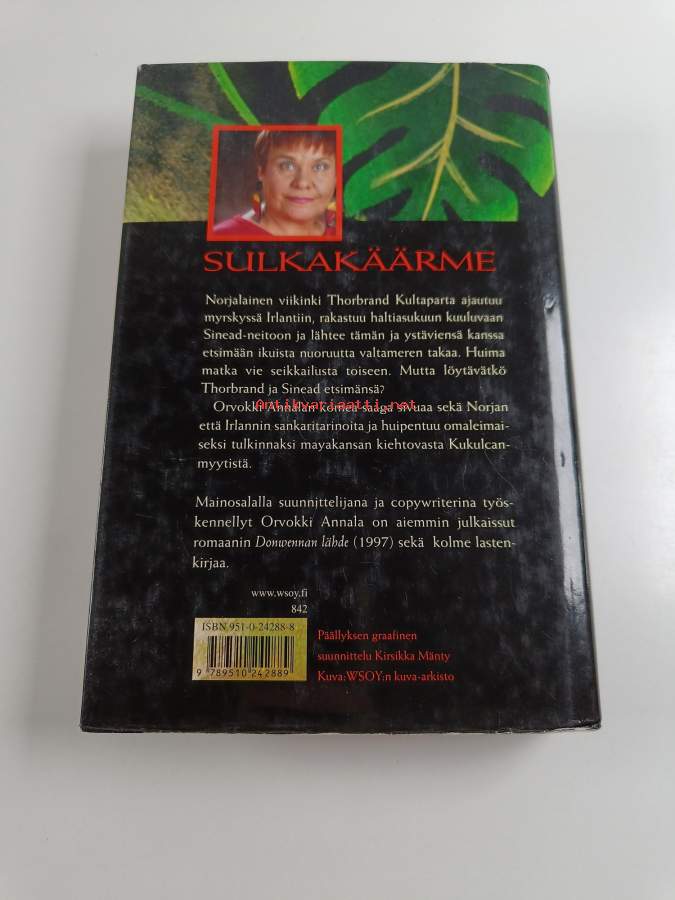 SULKAKÄÄRME
Norjalainen viikinki Thorbrand Kultaparta ajautuu
myrskyssä Irlantiin, rakastuu haltiasukuun kuuluvaan
Sinead-neitoon ja lähtee tämän ja ystäviensä kanssa
etsimään ikuista nuoruutta valtameren takaa. Huima
matka vie seikkailusta toiseen. Mutta löytävätkö
Thorbrand ja Sinead etsimänsä?
Antikvariaatti.net
Orvokki Annalan komea saaga sivuaa sekä Norjan
että Irlannin sankaritarinoita ja huipentuu omaleimai-
seksi tulkinnaksi mayakansan kiehtovasta Kukulcan-
myytistä.
Mainosalalla suunnittelijana ja copywriterina työs-
kennellyt Orvokki Annala on aiemmin julkaissut
romaanin Donwennan lähde (1997) sekä kolme lasten-
kirjaa.
www.wsoy.fi
842
ISBN 951-0-24288-8
9 789510 242889
Päällyksen graafinen
suunnittelu Kirsikka Mänty
Kuva:WSOY:n kuva-arkisto